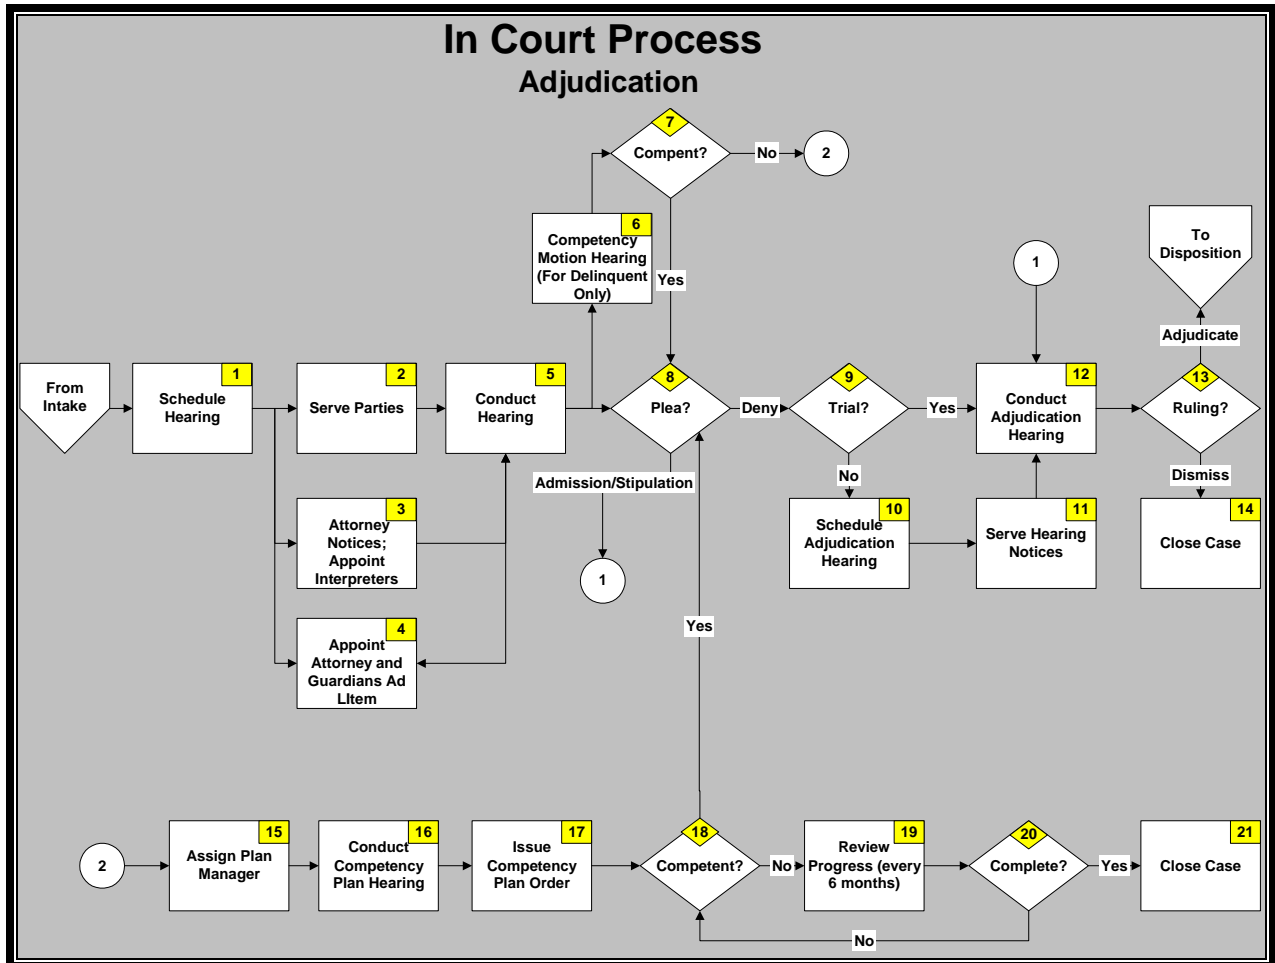 In Court Process
Adjudication
7
Compent?
No
2
6
Competency
Motion Hearing
(For Delinquent
Only)
Yes
1
To
Disposition
Adjudicate
From
Intake
1
Schedule
Hearing
2
Serve Parties
5
Conduct
Hearing
8
Plea?
Deny
9
Trial?
Yes
12
Conduct
Adjudication
Hearing
13
Ruling?
Admission/Stipulation
No
Dismiss
3
Attorney
Notices;
Appoint
Interpreters
1
10
Schedule
Adjudication
Hearing
11
Serve Hearing
Notices
14
Close Case
4
Appoint
Attorney and
Guardians Ad
LItem
Yes
2
15
Assign Plan
Manager
16
Conduct
Competency
Plan Hearing
17
Issue
Competency
Plan Order
18
Competent?
No
19
Review
Progress (every
6 months)
20
Complete?
Yes
21
Close Case
No